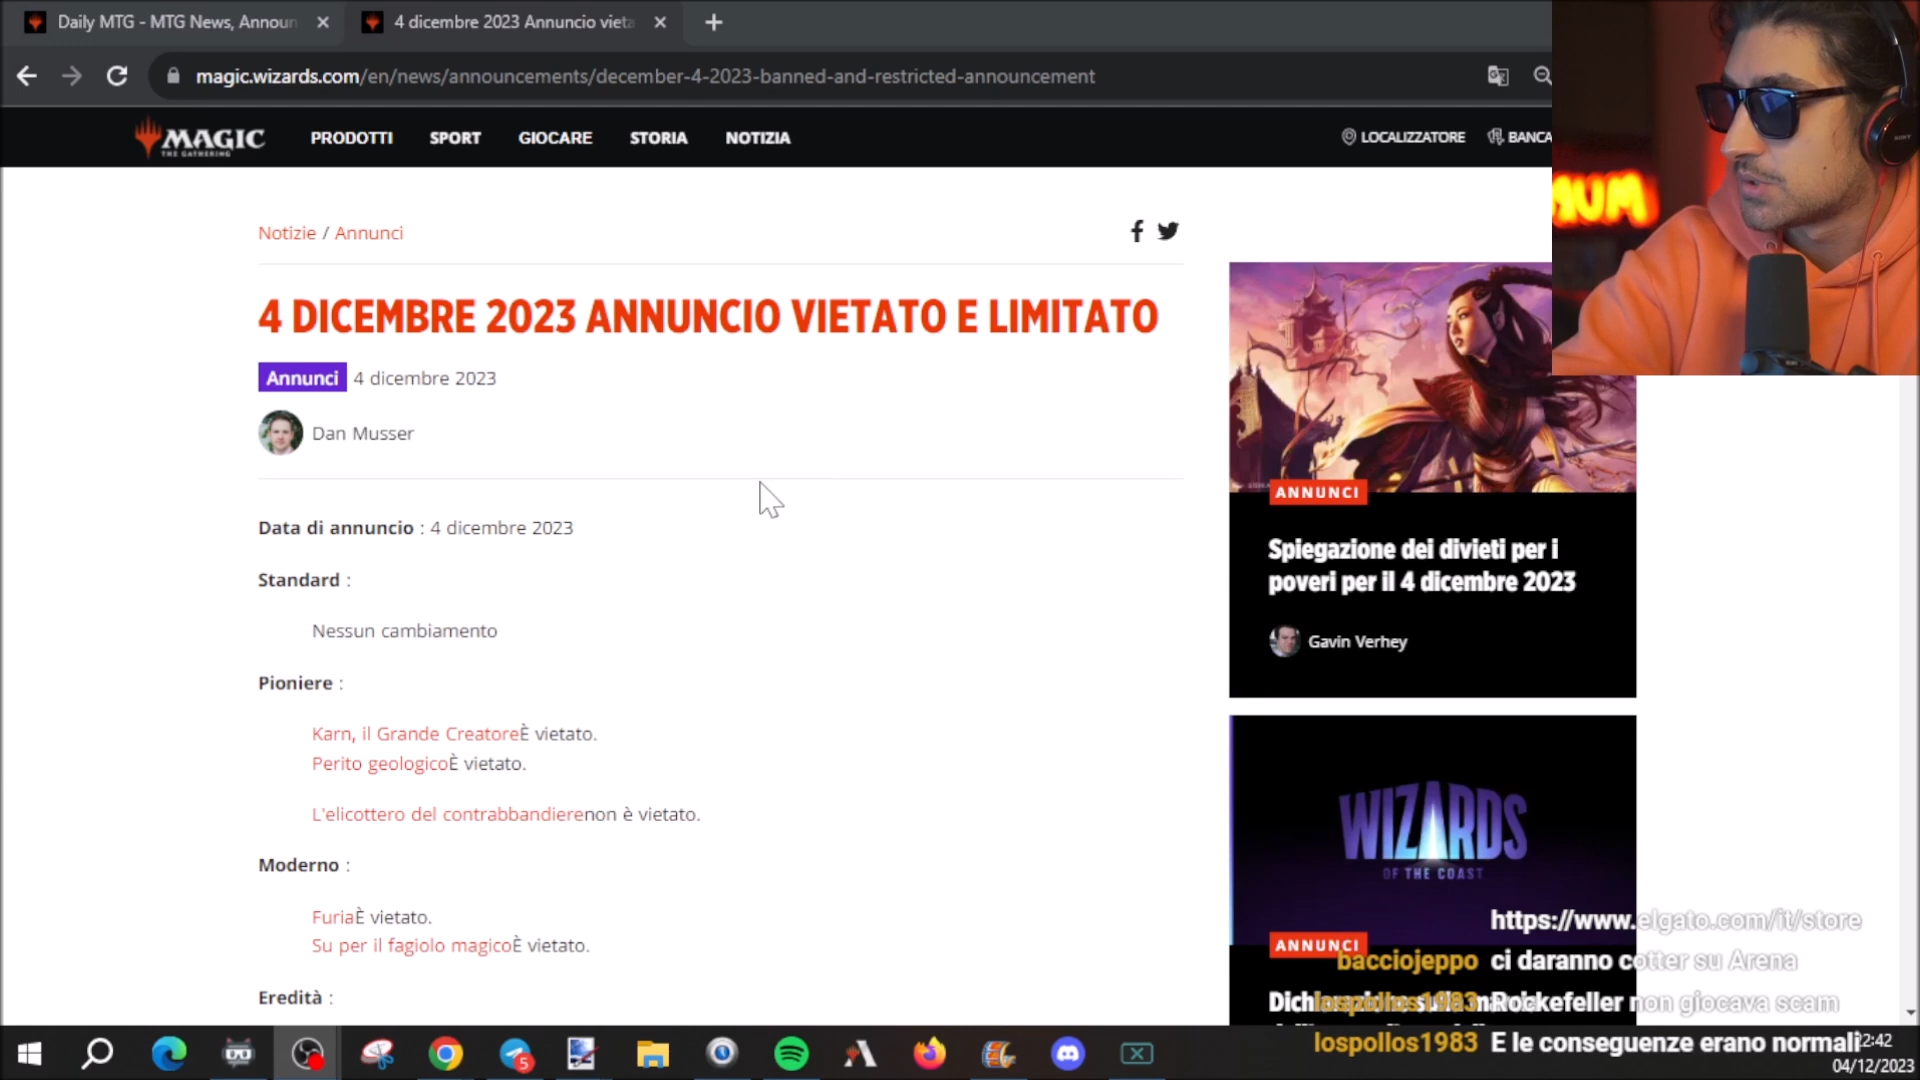 Daily MTG - MTG News, Announ
4 dicembre 2023 Annuncio vieta
magic.wizards.com/en/news/announcements/december-4-2023-banned-and-restricted-announcement
MAGIC
THE GATHERING
PRODOTTI
SPORT
GIOCARE
STORIA
NOTIZIA
LOCALIZZATORE
BANCA
SONY
Notizie / Annunci
4 DICEMBRE 2023 ANNUNCIO VIETATO E LIMITATO
Annunci 4 dicembre 2023
Dan Musser
Data di annuncio : 4 dicembre 2023
Standard :
Nessun cambiamento
Pioniere :
Karn, il Grande CreatoreÈ vietato.
Perito geologicoÈ vietato.
L'elicottero del contrabbandierenon è vietato.
Moderno :
FuriaÈ vietato.
Su per il fagiolo magicoÈ vietato.
Eredità :
ANNUNCI
Spiegazione dei divieti per i
poveri per il 4 dicembre 2023
Gavin Verhey
WIZARDS
OF THE COAST
ANNUNCI
https://www.elgato.com/it/store
bacciojeppo ci daranno cotter su Arena
lospollos1983 Rockefeller non giocava scam
lospollos1983 E le conseguenze erano normali
5
22:42
04/12/2023